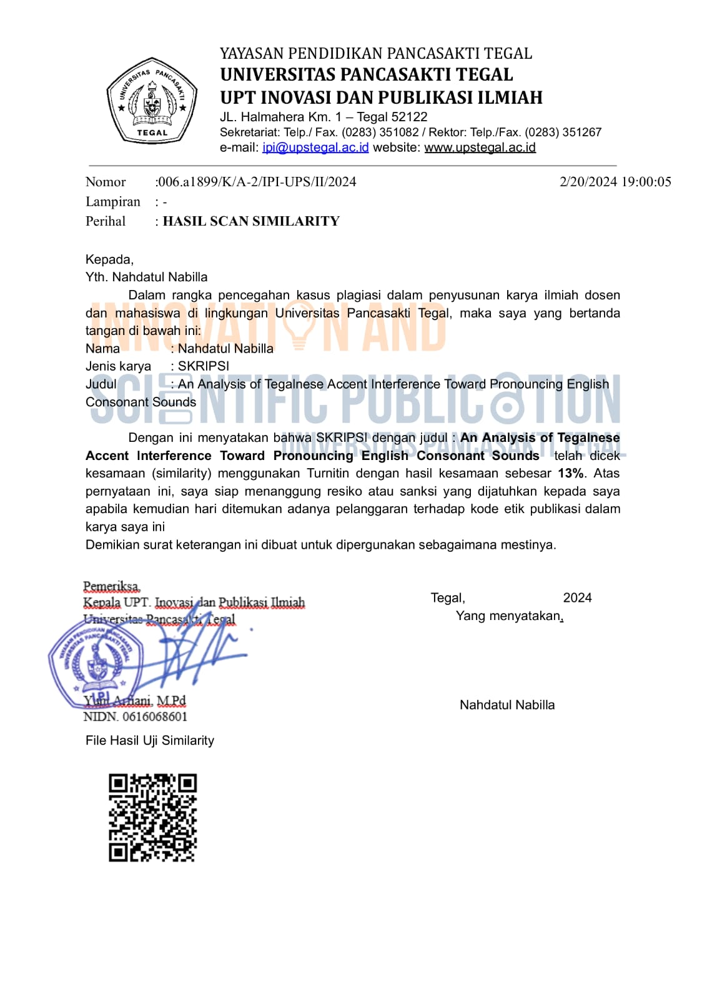 YAYASAN PENDIDIKAN PANCASAKTI TEGAL
UNIVERSITAS PANCASAKTI TEGAL
UPT INOVASI DAN PUBLIKASI ILMIAH
JL. Halmahera Km. 1 – Tegal 52122
Sekretariat: Telp./ Fax. (0283) 351082 / Rektor: Telp./Fax. (0283) 351267
e-mail: ipi@upstegal.ac.id website: www.upstegal.ac.id
UNIVERSITAS PANCASAKTI
TEGAL
Nomor :006.a1899/K/A-2/IPI-UPS/II/2024 2/20/2024 19:00:05
Lampiran : -
Perihal : HASIL SCAN SIMILARITY
Kepada,
Yth. Nahdatul Nabilla
Dalam rangka pencegahan kasus plagiasi dalam penyusunan karya ilmiah dosen
dan mahasiswa di lingkungan Universitas Pancasakti Tegal, maka saya yang bertanda
tangan di bawah ini:
Nama : Nahdatul Nabilla
Jenis karya : SKRIPSI
Judul : An Analysis of Tegalnese Accent Interference Toward Pronouncing English
Consonant Sounds
INNOVATION AND
SCIENTIFIC PUBLICATION
UNIVERSITAS PANCASAKTI TEGAL
Dengan ini menyatakan bahwa SKRIPSI dengan judul : An Analysis of Tegalnese
Accent Interference Toward Pronouncing English Consonant Sounds telah dicek
kesamaan (similarity) menggunakan Turnitin dengan hasil kesamaan sebesar 13%. Atas
pernyataan ini, saya siap menanggung resiko atau sanksi yang dijatuhkan kepada saya
apabila kemudian hari ditemukan adanya pelanggaran terhadap kode etik publikasi dalam
karya saya ini
Demikian surat keterangan ini dibuat untuk dipergunakan sebagaimana mestinya.
Pemeriksa,
Kepala UPT. Inovasi dan Publikasi Ilmiah
Universitas Pancasakti Tegal
YAYASAN PENDIDIKAN PANCASAKTI
UNIVERSITAS PANCASAKTI TEGAL
IPI
Yuni Arfiani, M.Pd
NIDN. 0616068601
Tegal, 2024
Yang menyatakan,
Nahdatul Nabilla
File Hasil Uji Similarity